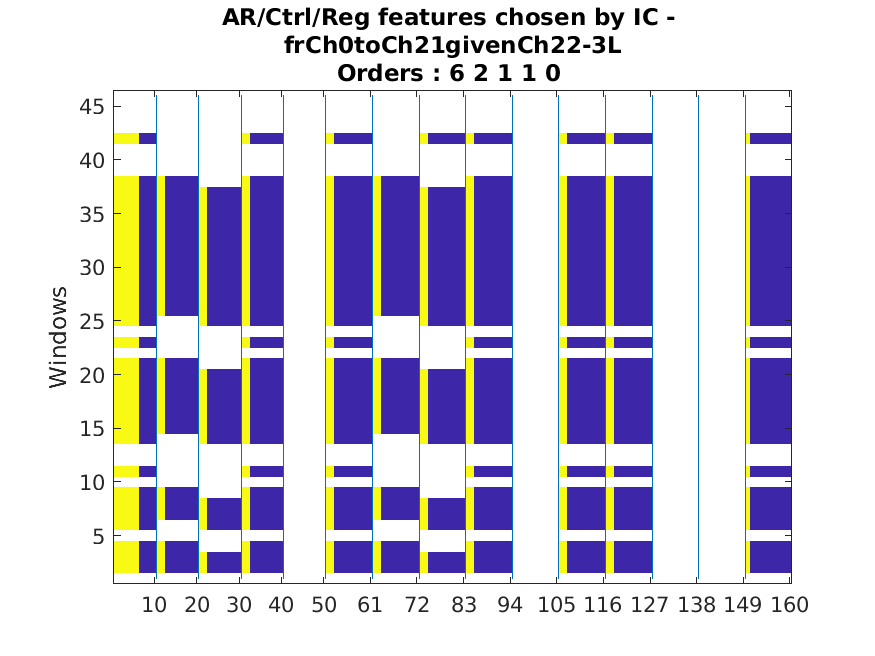 AR/Ctrl/Reg features chosen by IC -
frCh0toCh21givenCh22-3L
Orders : 6 2 1 1 0
45
40
35
30
25
20
15
10
5
Windows
10 20 30 40 50 61 72 83 94 105 116 127 138 149 160